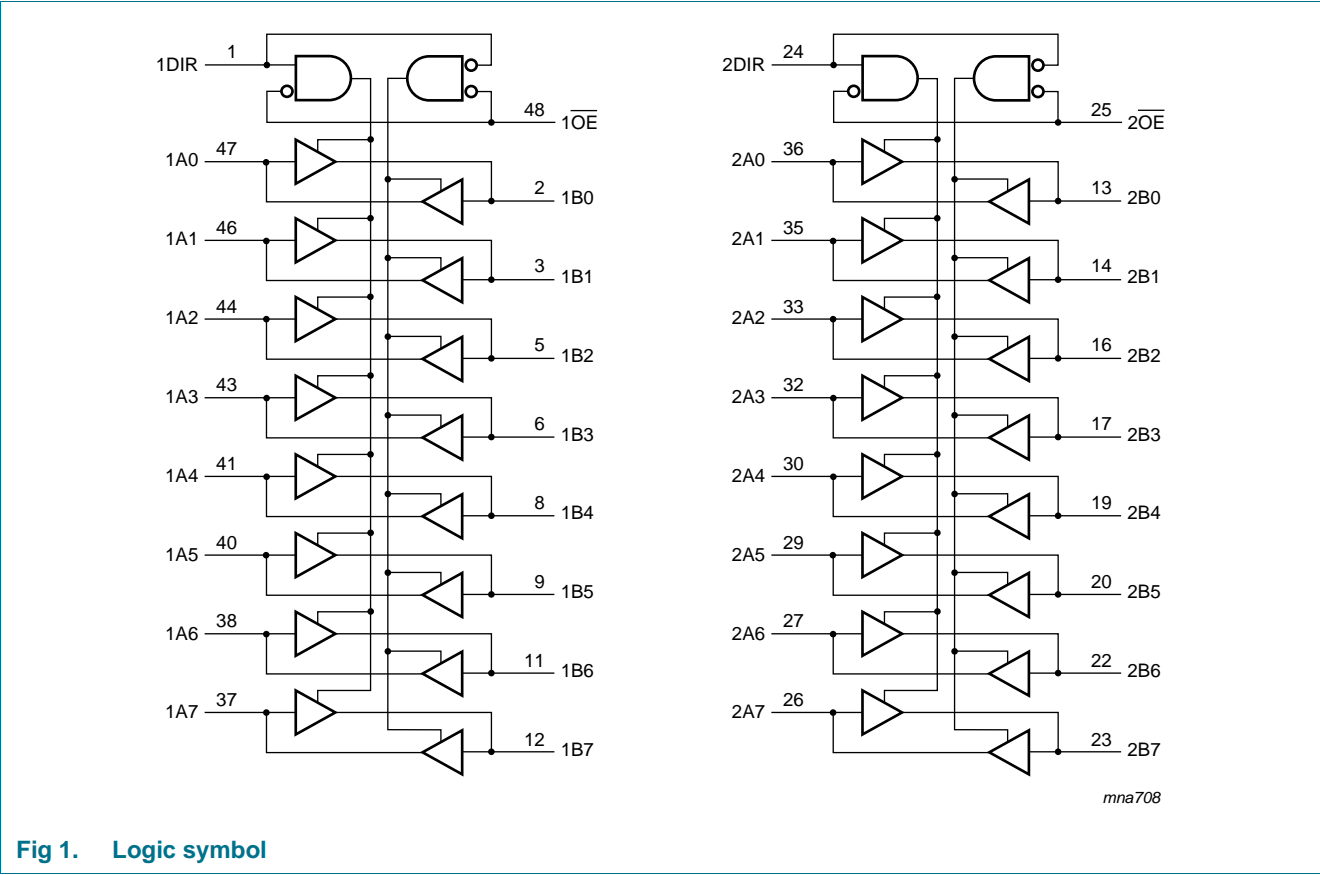 1DIR 1
48 1O̅E̅
1A0 47
2 1B0
1A1 46
3 1B1
1A2 44
5 1B2
1A3 43
6 1B3
1A4 41
8 1B4
1A5 40
9 1B5
1A6 38
11 1B6
1A7 37
12 1B7
2DIR 24
25 2O̅E̅
2A0 36
13 2B0
2A1 35
14 2B1
2A2 33
16 2B2
2A3 32
17 2B3
2A4 30
19 2B4
2A5 29
20 2B5
2A6 27
22 2B6
2A7 26
23 2B7
mna708
Fig 1. Logic symbol